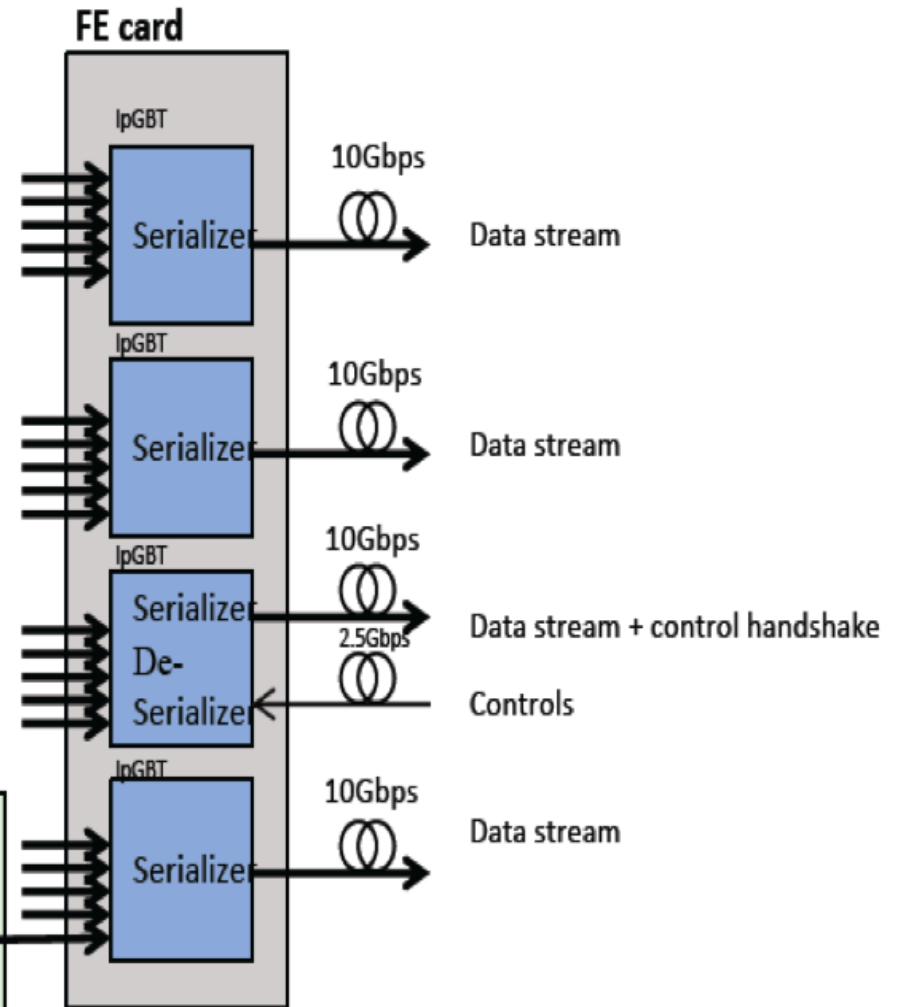 FE card
lpGBT
10Gbps
Serializer
Data stream
lpGBT
10Gbps
Serializer
Data stream
lpGBT
10Gbps
Serializer
Data stream + control handshake
2.5Gbps
De-
Serializer
Controls
lpGBT
10Gbps
Data stream
Serializer